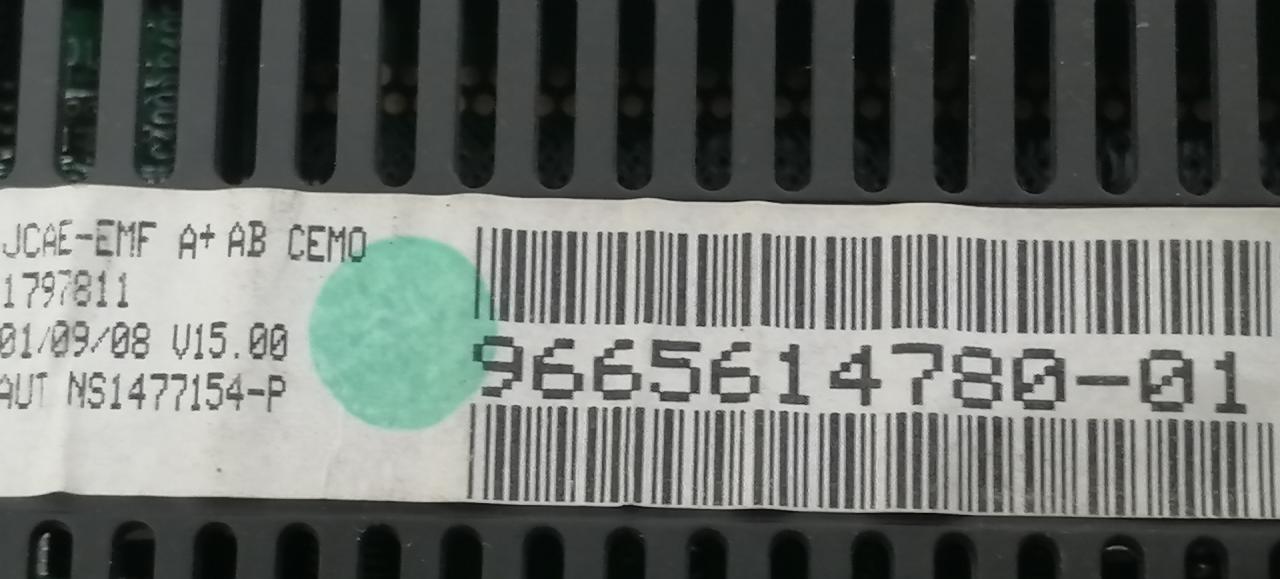 JCAE-EMF A+ AB CEMO
1797811
01/09/08 V15.00
AUT NS1477154-P
9665614780-01